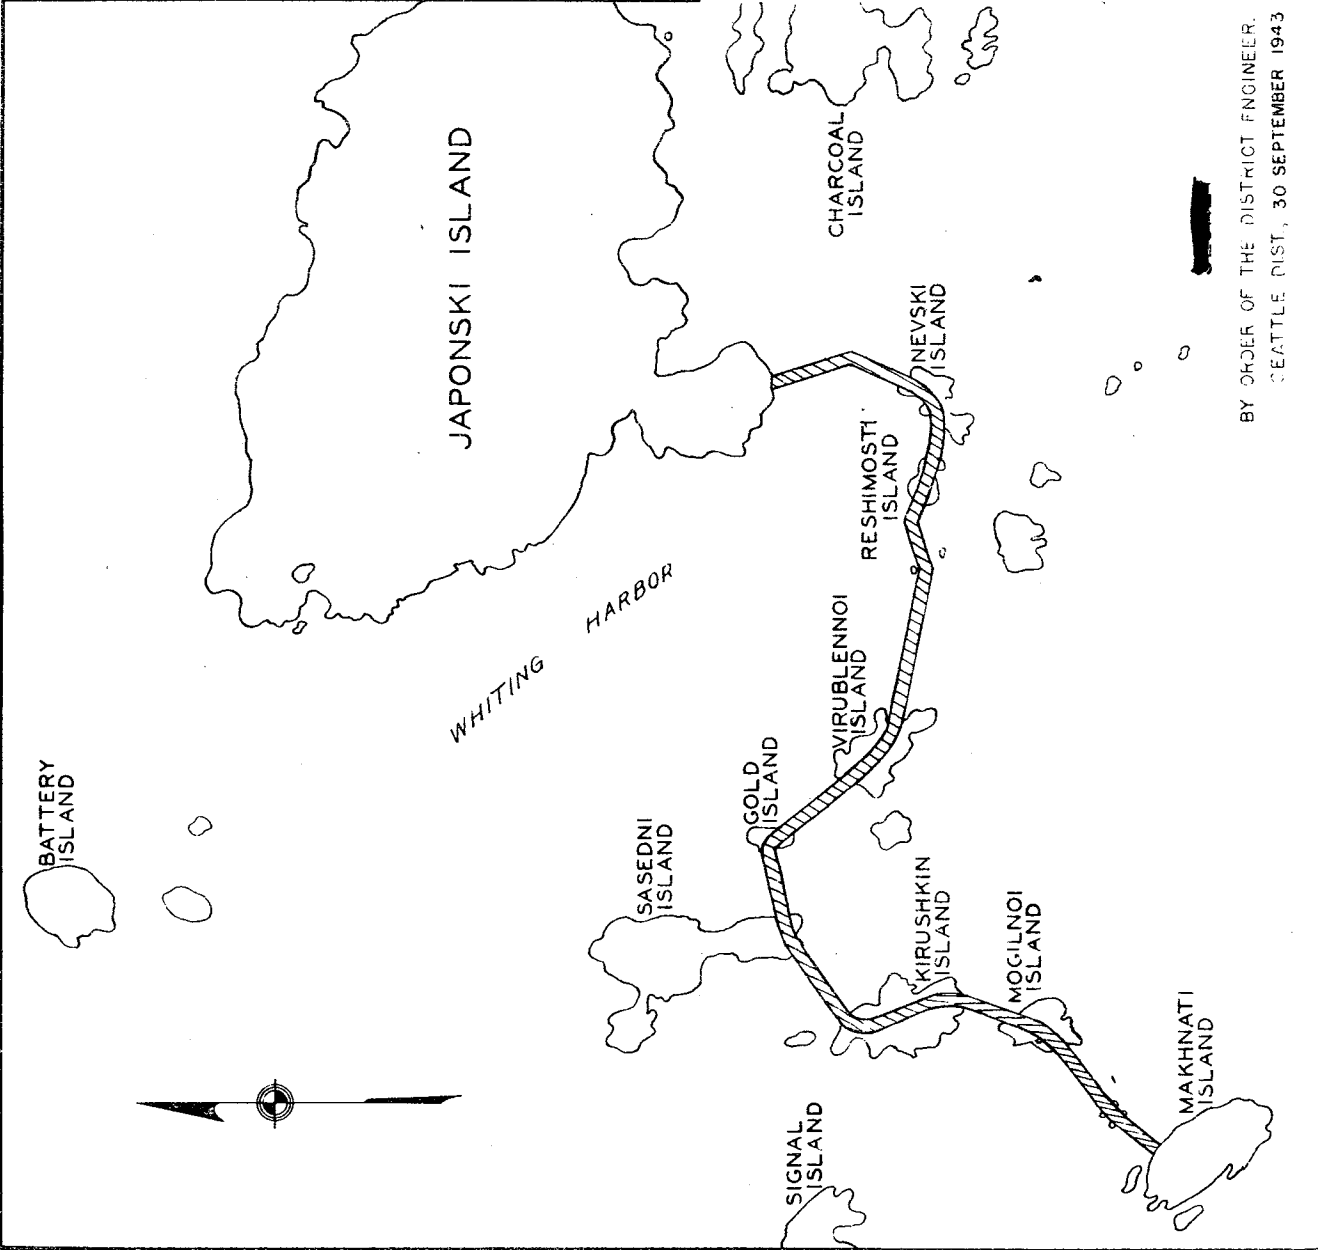 JAPONSKI ISLAND
CHARCOAL
ISLAND
NEVSKI
ISLAND
RESHIMOSTI
ISLAND
WHITING HARBOR
VIRUBLENNOI
ISLAND
GOLD
ISLAND
BATTERY
ISLAND
SASEDNI
ISLAND
KIRUSHKIN
ISLAND
MOGILNOI
ISLAND
MAKHNATI
ISLAND
SIGNAL
ISLAND
BY ORDER OF THE DISTRICT ENGINEER.
SEATTLE DIST., 30 SEPTEMBER 1943